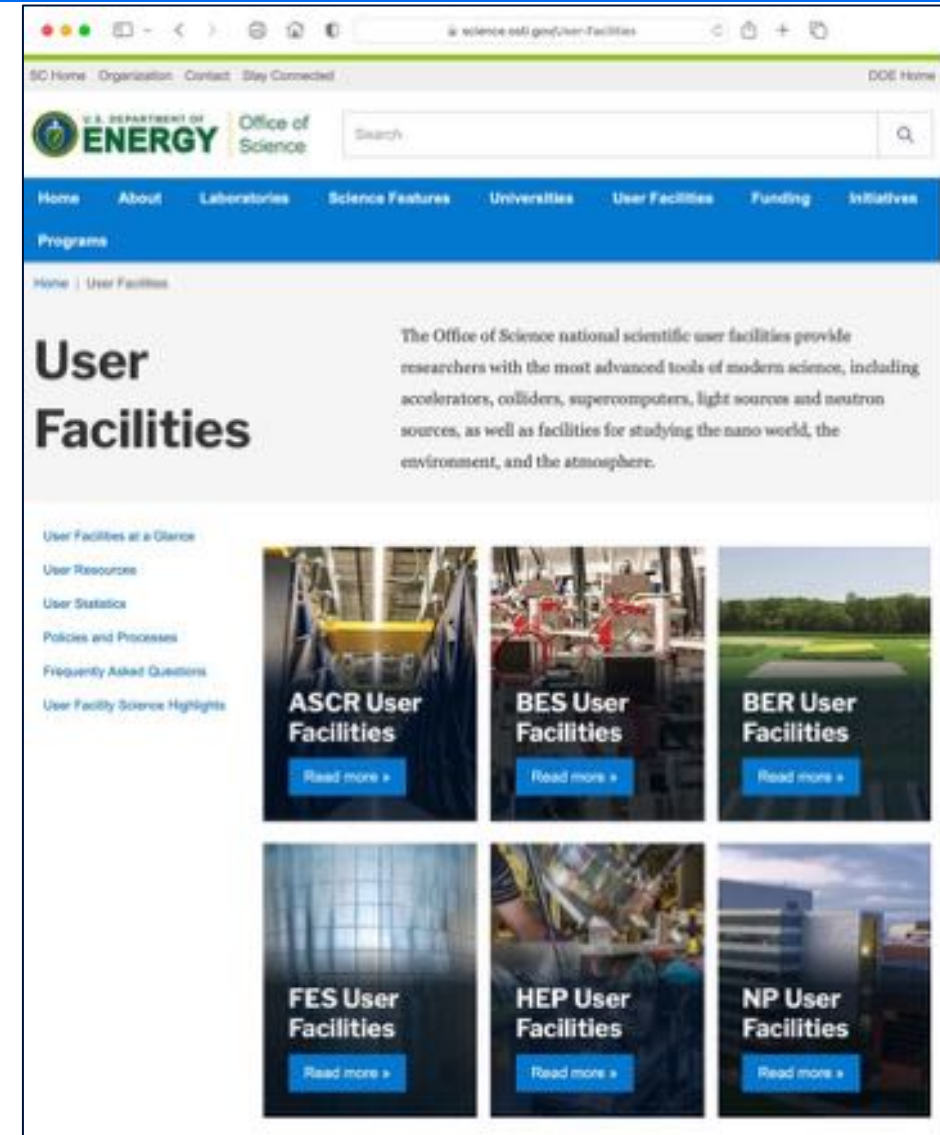 science.osti.gov/User-Facilities
SC Home Organization Contact Stay Connected DOE Home
U.S. DEPARTMENT OF
ENERGY
Office of
Science
Search
Home About Laboratories Science Features Universities User Facilities Funding Initiatives
Programs
Home | User Facilities
User
Facilities
The Office of Science national scientific user facilities provide
researchers with the most advanced tools of modern science, including
accelerators, colliders, supercomputers, light sources and neutron
sources, as well as facilities for studying the nano world, the
environment, and the atmosphere.
User Facilities at a Glance
User Resources
User Statistics
Policies and Processes
Frequently Asked Questions
User Facility Science Highlights
ASCR User
Facilities
Read more »
BES User
Facilities
Read more »
BER User
Facilities
Read more »
FES User
Facilities
Read more »
HEP User
Facilities
Read more »
NP User
Facilities
Read more »